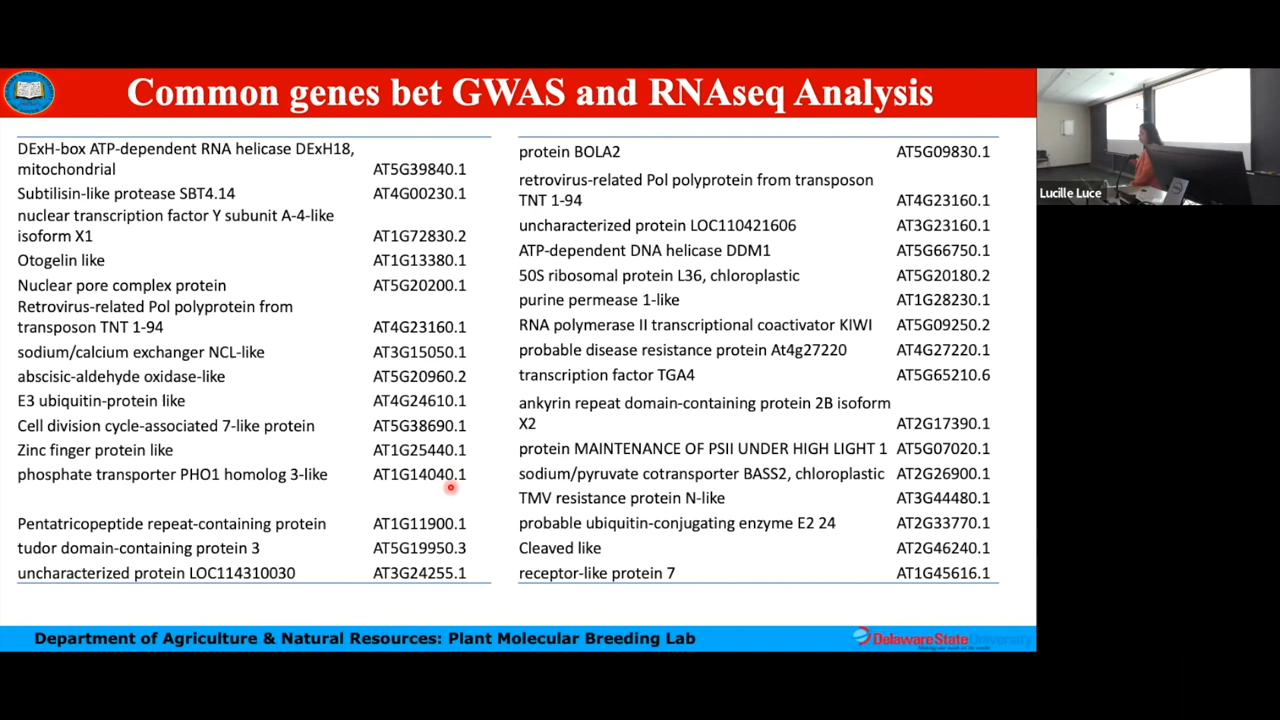 Common genes bet GWAS and RNAseq Analysis
DExH-box ATP-dependent RNA helicase DExH18,
mitochondrial AT5G39840.1
Subtilisin-like protease SBT4.14 AT4G00230.1
nuclear transcription factor Y subunit A-4-like
isoform X1 AT1G72830.2
Otogelin like AT1G13380.1
Nuclear pore complex protein AT5G20200.1
Retrovirus-related Pol polyprotein from
transposon TNT 1-94 AT4G23160.1
sodium/calcium exchanger NCL-like AT3G15050.1
abscisic-aldehyde oxidase-like AT5G20960.2
E3 ubiquitin-protein like AT4G24610.1
Cell division cycle-associated 7-like protein AT5G38690.1
Zinc finger protein like AT1G25440.1
phosphate transporter PHO1 homolog 3-like AT1G14040.1
Pentatricopeptide repeat-containing protein AT1G11900.1
tudor domain-containing protein 3 AT5G19950.3
uncharacterized protein LOC114310030 AT3G24255.1
protein BOLA2 AT5G09830.1
retrovirus-related Pol polyprotein from transposon
TNT 1-94 AT4G23160.1
uncharacterized protein LOC110421606 AT3G23160.1
ATP-dependent DNA helicase DDM1 AT5G66750.1
50S ribosomal protein L36, chloroplastic AT5G20180.2
purine permease 1-like AT1G28230.1
RNA polymerase II transcriptional coactivator KIWI AT5G09250.2
probable disease resistance protein At4g27220 AT4G27220.1
transcription factor TGA4 AT5G65210.6
ankyrin repeat domain-containing protein 2B isoform
X2 AT2G17390.1
protein MAINTENANCE OF PSII UNDER HIGH LIGHT 1 AT5G07020.1
sodium/pyruvate cotransporter BASS2, chloroplastic AT2G26900.1
TMV resistance protein N-like AT3G44480.1
probable ubiquitin-conjugating enzyme E2 24 AT2G33770.1
Cleaved like AT2G46240.1
receptor-like protein 7 AT1G45616.1
Department of Agriculture & Natural Resources: Plant Molecular Breeding Lab
Delaware State University
Lucille Luce